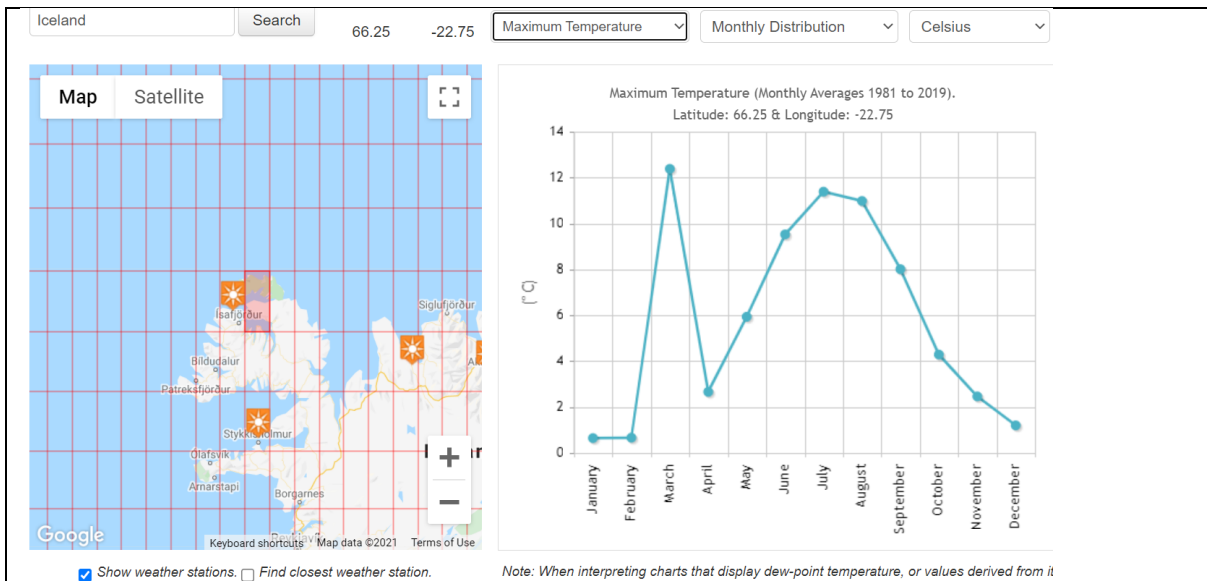 Iceland
Search
66.25
-22.75
Maximum Temperature
Monthly Distribution
Celsius
Map
Satellite
Ísafjörður
Siglufjörður
Bíldudalur
Patreksfjörður
Stykkishólmur
Ólafsvík
Arnarstapi
Borgarnes
+
−
Google
Keyboard shortcuts
Map data ©2021
Terms of Use
Show weather stations.
Find closest weather station.
Maximum Temperature (Monthly Averages 1981 to 2019).
Latitude: 66.25 & Longitude: -22.75
14
12
10
8
6
4
2
0
(° C)
January
February
March
April
May
June
July
August
September
October
November
December
Note: When interpreting charts that display dew-point temperature, or values derived from it